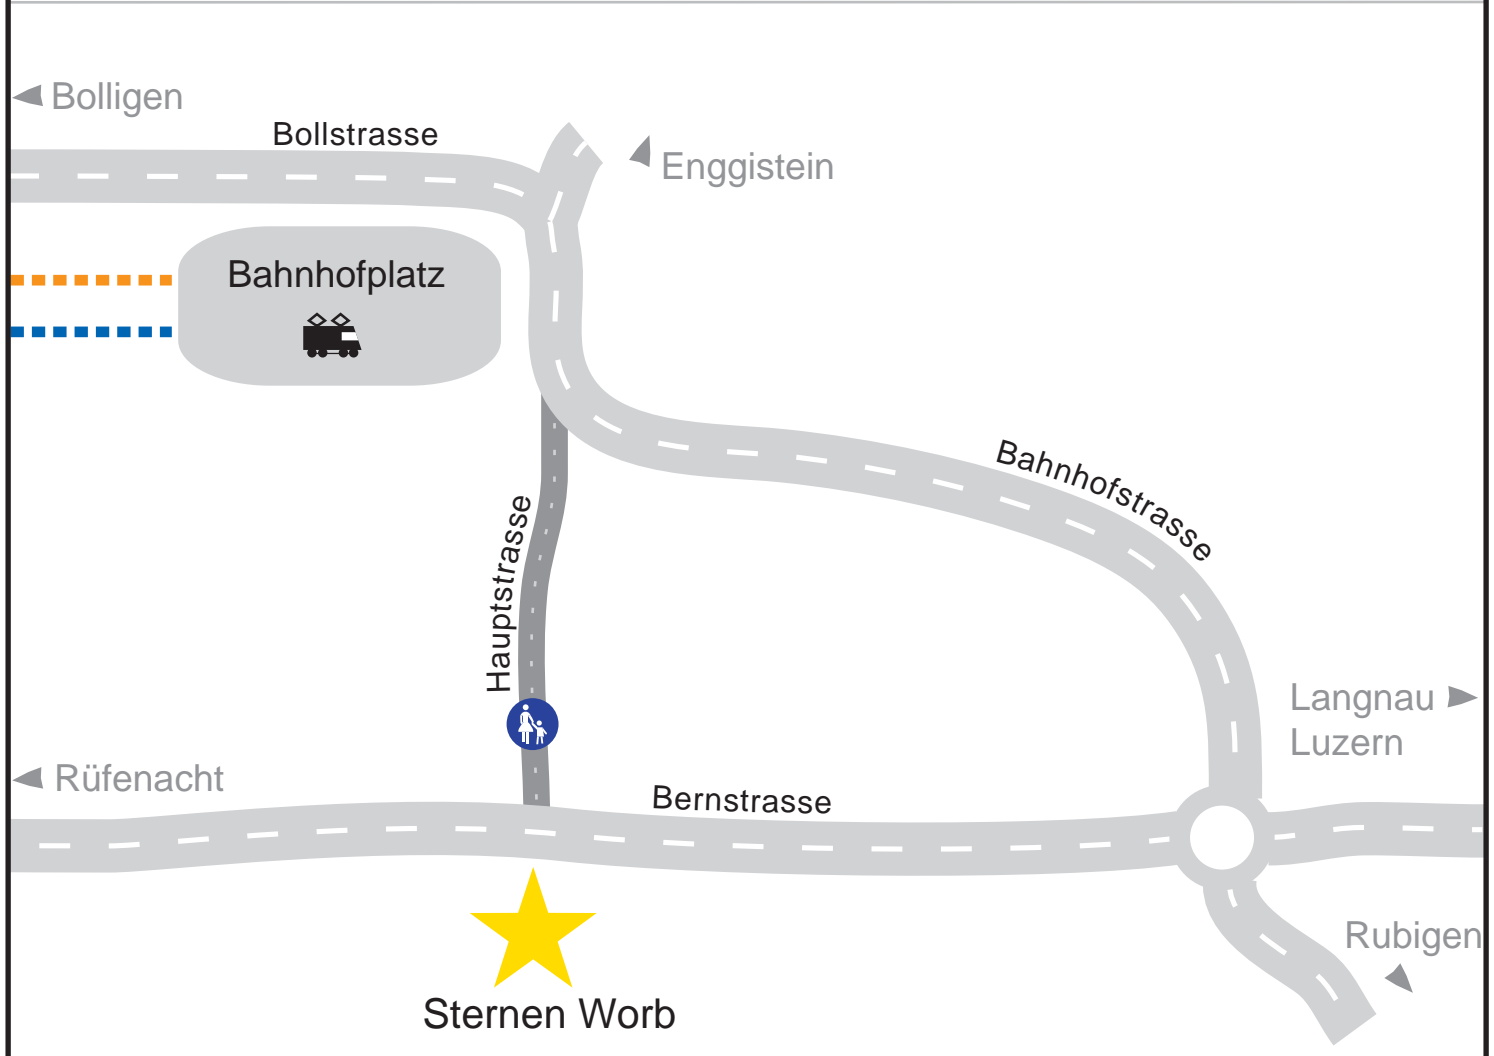 Bolligen
Bollstrasse
Enggistein
Bahnhofplatz
Bahnhofstrasse
Hauptstrasse
Langnau
Luzern
Rüfenacht
Bernstrasse
Rubigen
Sternen Worb